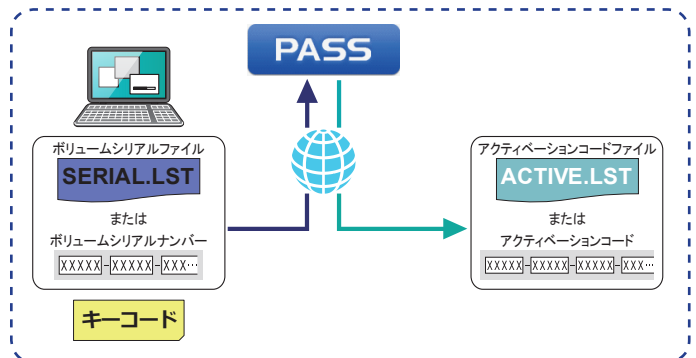 PASS
ボリュームシリアルファイル
SERIAL.LST
または
ボリュームシリアルナンバー
XXXXX-XXXXX-XXX…
キーコード
アクティベーションコードファイル
ACTIVE.LST
または
アクティベーションコード
XXXXX-XXXXX-XXXXX-XXX…